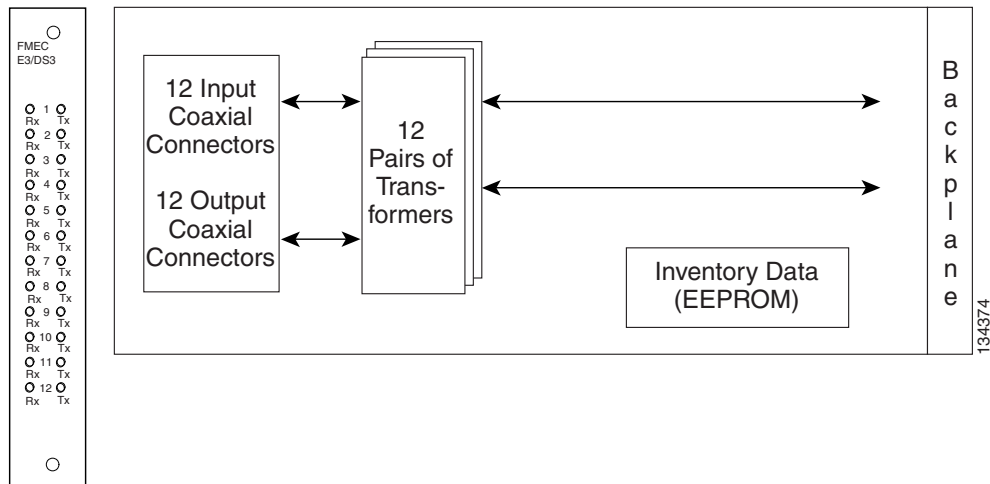 FMEC
E3/DS3
1
Rx Tx
2
Rx Tx
3
Rx Tx
4
Rx Tx
5
Rx Tx
6
Rx Tx
7
Rx Tx
8
Rx Tx
9
Rx Tx
10
Rx Tx
11
Rx Tx
12
Rx Tx
12 Input
Coaxial
Connectors
12 Output
Coaxial
Connectors
12
Pairs of
Trans-
formers
Inventory Data
(EEPROM)
Backplane
134374